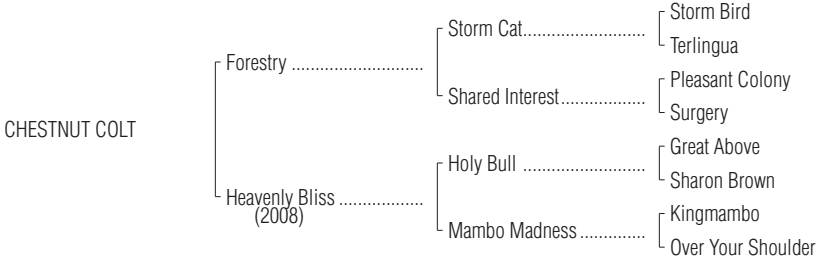 Storm Bird
Storm Cat..........................
Terlingua
Forestry ............................
Pleasant Colony
Shared Interest..................
Surgery
CHESTNUT COLT
Great Above
Holy Bull ..........................
Sharon Brown
Heavenly Bliss ..................
(2008)
Kingmambo
Mambo Madness ..............
Over Your Shoulder